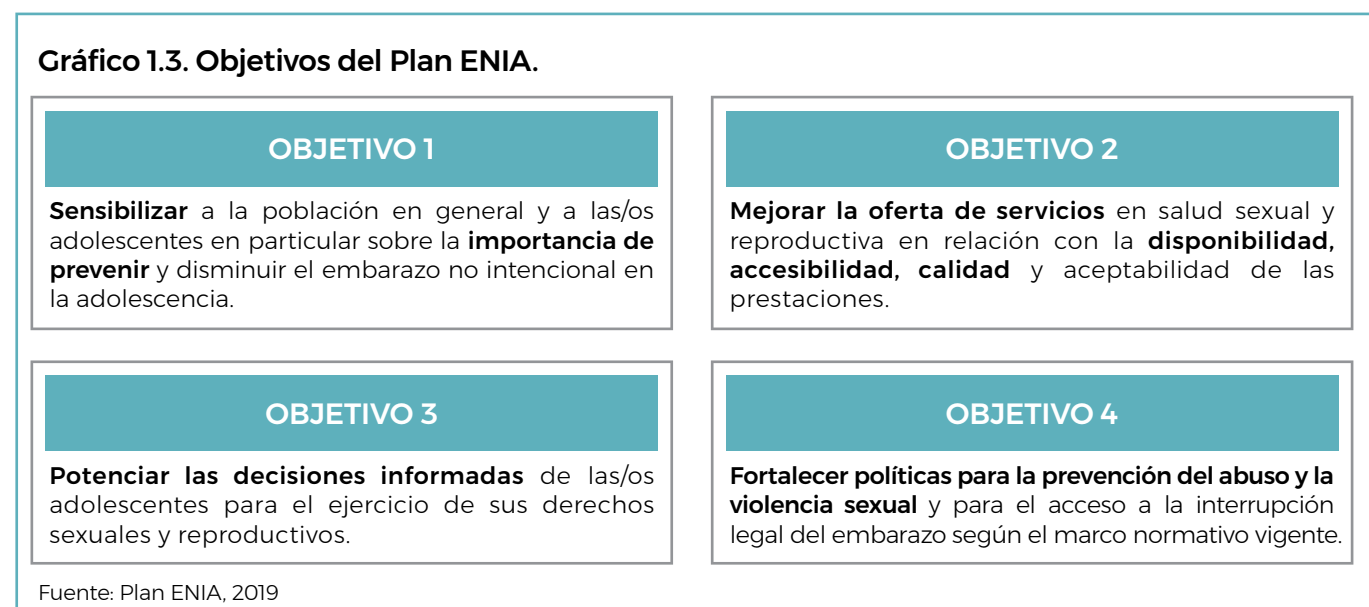 Gráfico 1.3. Objetivos del Plan ENIA.
OBJETIVO 1
Sensibilizar a la población en general y a las/os
adolescentes en particular sobre la importancia de
prevenir y disminuir el embarazo no intencional en
la adolescencia.
OBJETIVO 2
Mejorar la oferta de servicios en salud sexual y
reproductiva en relación con la disponibilidad,
accesibilidad, calidad y aceptabilidad de las
prestaciones.
OBJETIVO 3
Potenciar las decisiones informadas de las/os
adolescentes para el ejercicio de sus derechos
sexuales y reproductivos.
OBJETIVO 4
Fortalecer políticas para la prevención del abuso y la
violencia sexual y para el acceso a la interrupción
legal del embarazo según el marco normativo vigente.
Fuente: Plan ENIA, 2019